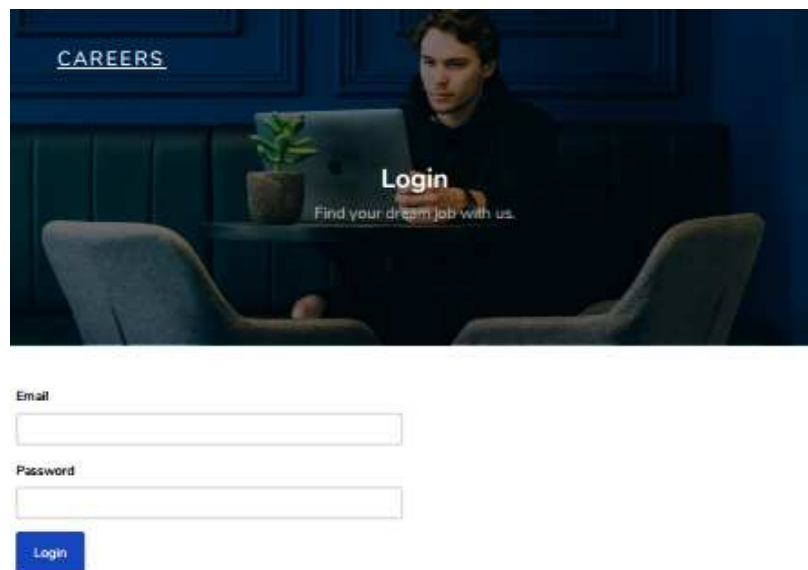 CAREERS
Login
Find your dream job with us.
Email
Password
Login